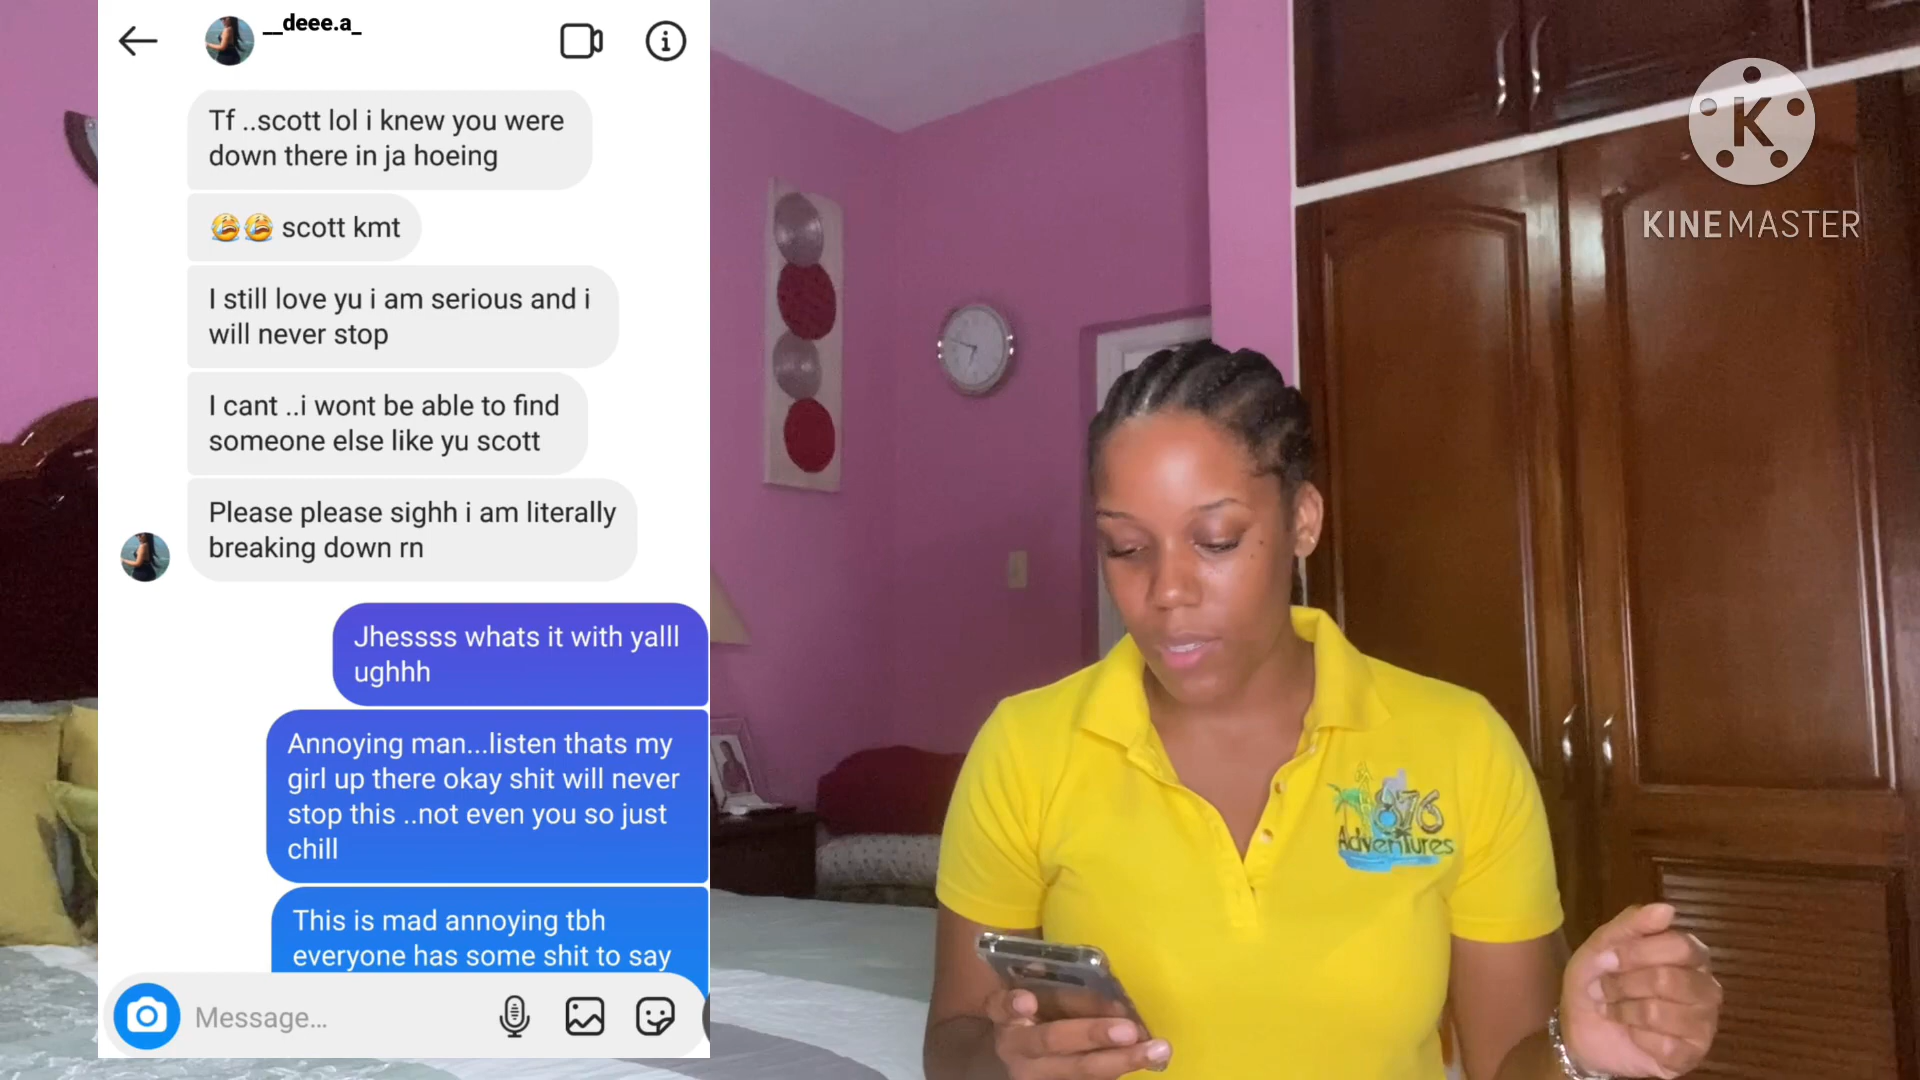 __deee.a_
Tf ..scott lol i knew you were
down there in ja hoeing
😭😭 scott kmt
I still love yu i am serious and i
will never stop
I cant ..i wont be able to find
someone else like yu scott
Please please sighh i am literally
breaking down rn
Jhessss whats it with yalll
ughhh
Annoying man...listen thats my
girl up there okay shit will never
stop this ..not even you so just
chill
This is mad annoying tbh
everyone has some shit to say
Message...
K
KINEMASTER
876
Adventures